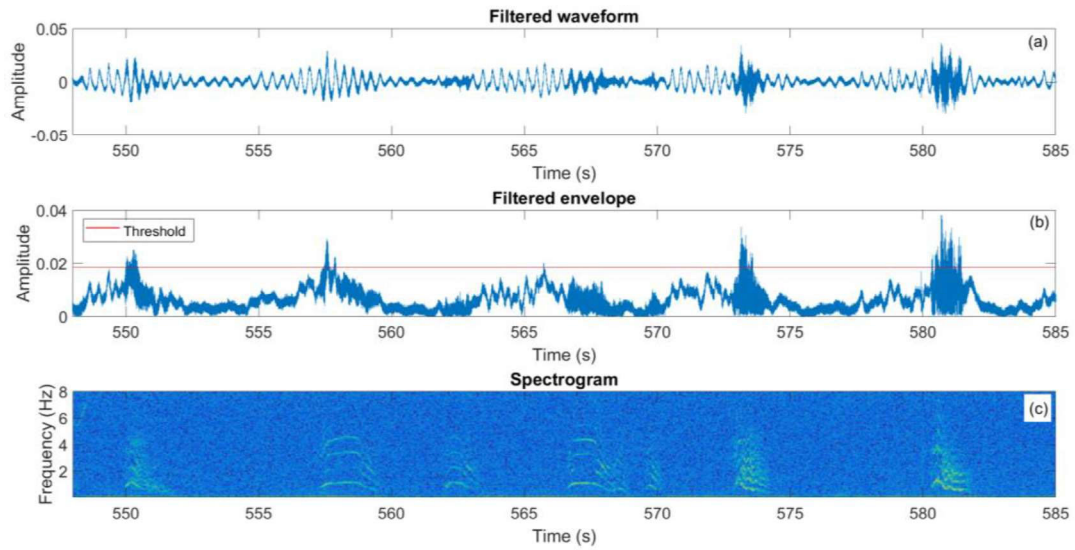 Filtered waveform
(a)
Amplitude
0.05
0
-0.05
550 555 560 565 570 575 580 585
Time (s)
Filtered envelope
(b)
Threshold
Amplitude
0.04
0.02
0
550 555 560 565 570 575 580 585
Time (s)
Spectrogram
(c)
Frequency (Hz)
8
6
4
2
550 555 560 565 570 575 580 585
Time (s)